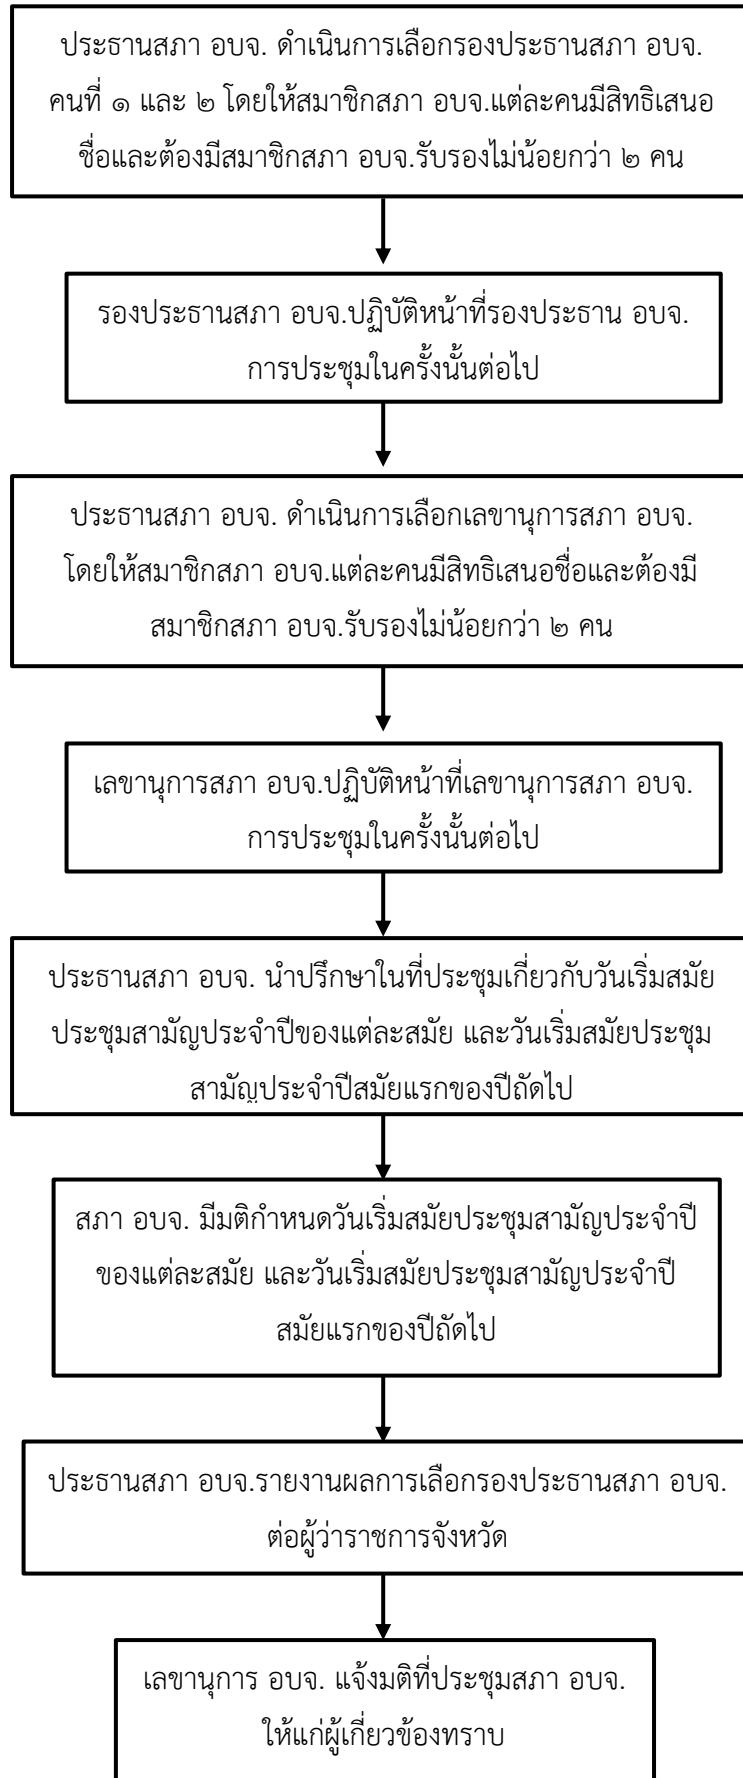 ประธานสภา อบจ. ดำเนินการเลือกรองประธานสภา อบจ.
คนที่ ๑ และ ๒ โดยให้สมาชิกสภา อบจ.แต่ละคนมีสิทธิเสนอ
ชื่อและต้องมีสมาชิกสภา อบจ.รับรองไม่น้อยกว่า ๒ คน
รองประธานสภา อบจ.ปฏิบัติหน้าที่รองประธาน อบจ.
การประชุมในครั้งนั้นต่อไป
ประธานสภา อบจ. ดำเนินการเลือกเลขานุการสภา อบจ.
โดยให้สมาชิกสภา อบจ.แต่ละคนมีสิทธิเสนอชื่อและต้องมี
สมาชิกสภา อบจ.รับรองไม่น้อยกว่า ๒ คน
เลขานุการสภา อบจ.ปฏิบัติหน้าที่เลขานุการสภา อบจ.
การประชุมในครั้งนั้นต่อไป
ประธานสภา อบจ. นำปรึกษาในที่ประชุมเกี่ยวกับวันเริ่มสมัย
ประชุมสามัญประจำปีของแต่ละสมัย และวันเริ่มสมัยประชุม
สามัญประจำปีสมัยแรกของปีถัดไป
สภา อบจ. มีมติกำหนดวันเริ่มสมัยประชุมสามัญประจำปี
ของแต่ละสมัย และวันเริ่มสมัยประชุมสามัญประจำปี
สมัยแรกของปีถัดไป
ประธานสภา อบจ.รายงานผลการเลือกรองประธานสภา อบจ.
ต่อผู้ว่าราชการจังหวัด
เลขานุการ อบจ. แจ้งมติที่ประชุมสภา อบจ.
ให้แก่ผู้เกี่ยวข้องทราบ